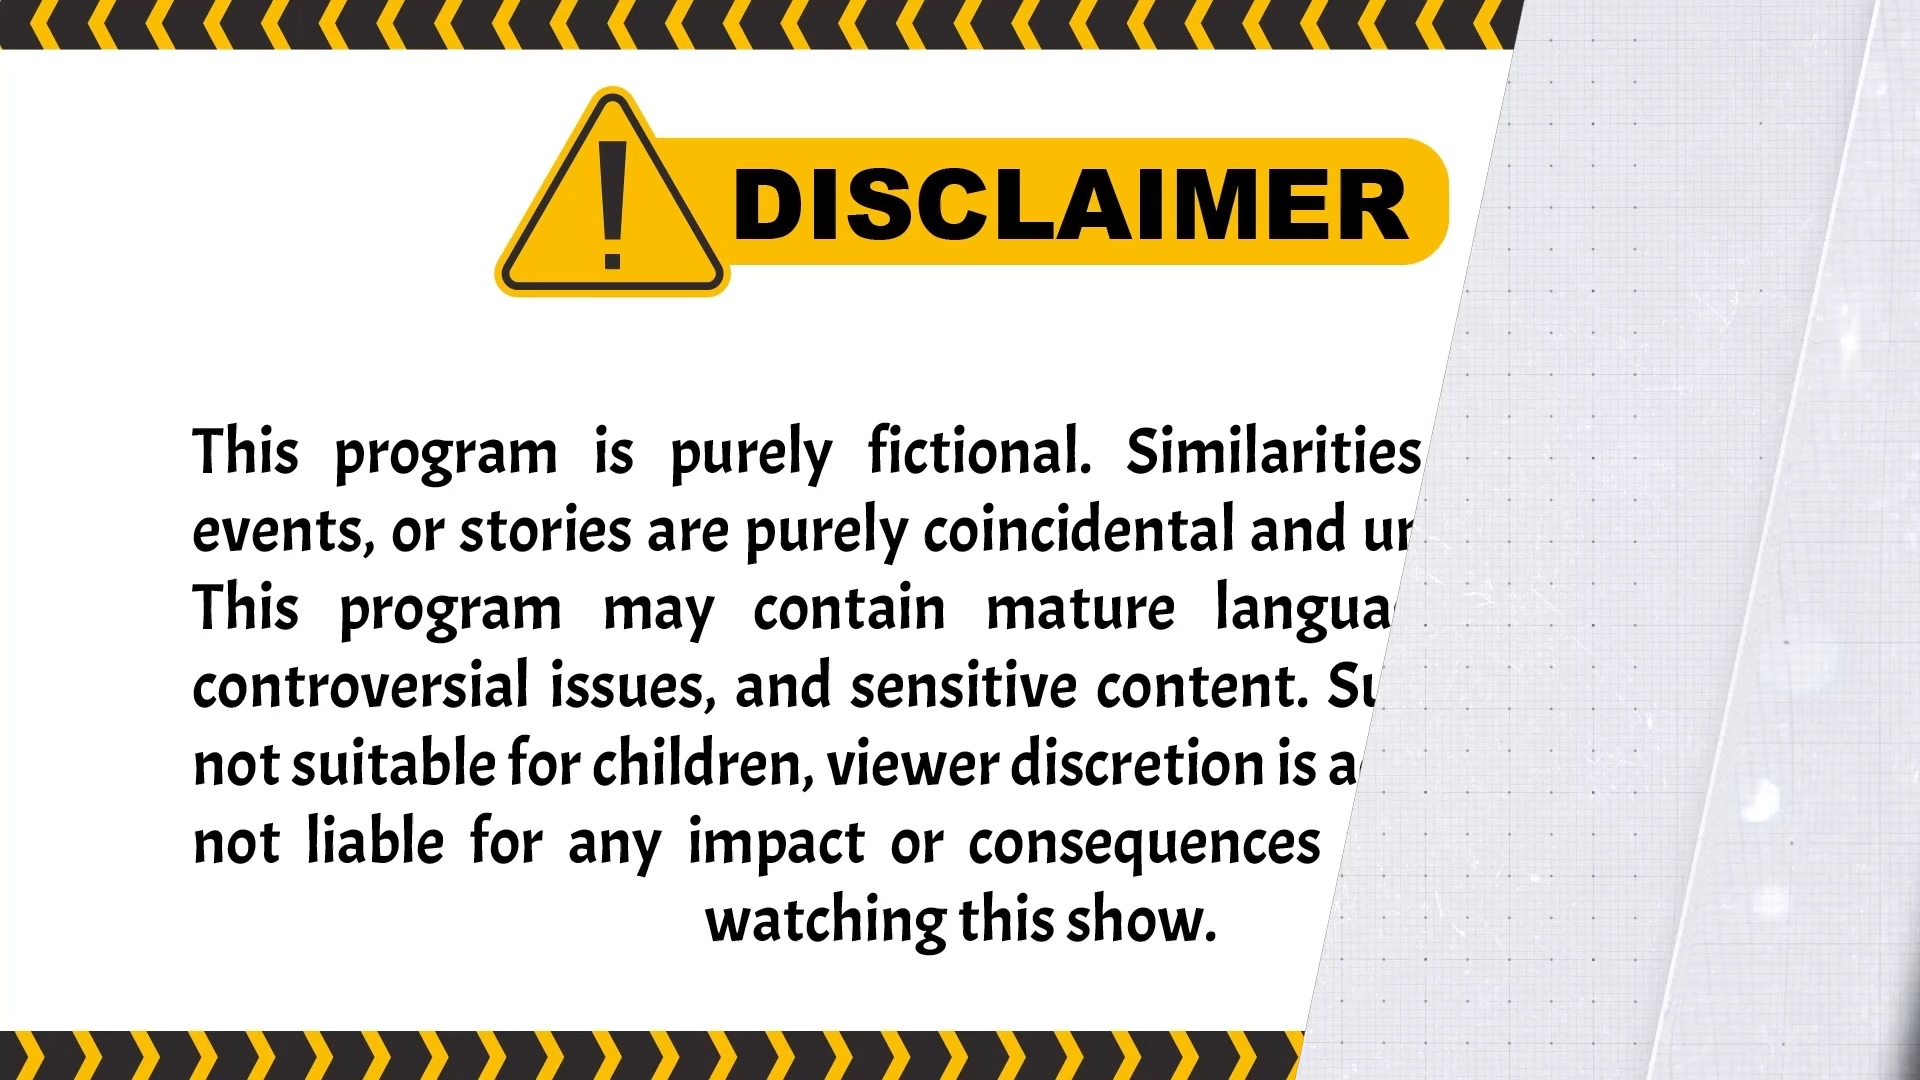 DISCLAIMER
This program is purely fictional. Similarities
events, or stories are purely coincidental and
This program may contain mature
controversial issues, and sensitive content.
not suitable for children, viewer discretion is
not liable for any impact or consequences
watching this show.